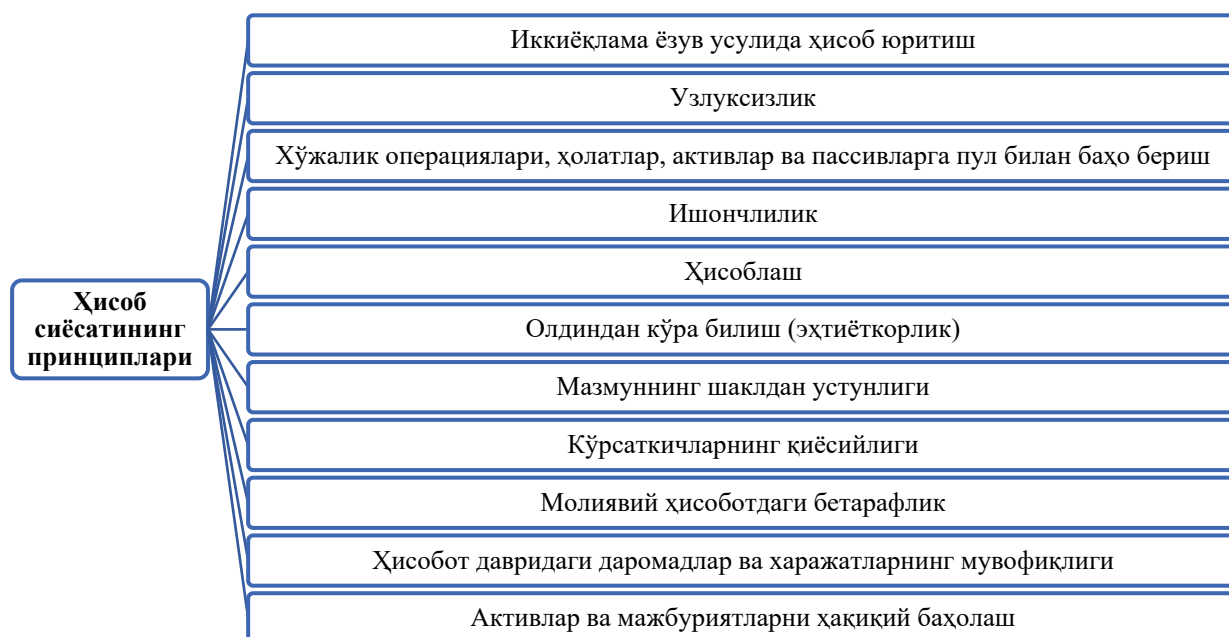 Ҳисоб
сиёсатининг
принциплари
Иккиёқлама ёзув усулида ҳисоб юритиш
Узлуксизлик
Хўжалик операциялари, ҳолатлар, активлар ва пассивларга пул билан баҳо бериш
Ишончлилик
Ҳисоблаш
Олдиндан кўра билиш (эҳтиёткорлик)
Мазмуннинг шаклдан устунлиги
Кўрсаткичларнинг қиёсийлиги
Молиявий ҳисоботдаги бетарафлик
Ҳисобот давридаги даромадлар ва харажатларнинг мувофиқлиги
Активлар ва мажбуриятларни ҳақиқий баҳолаш